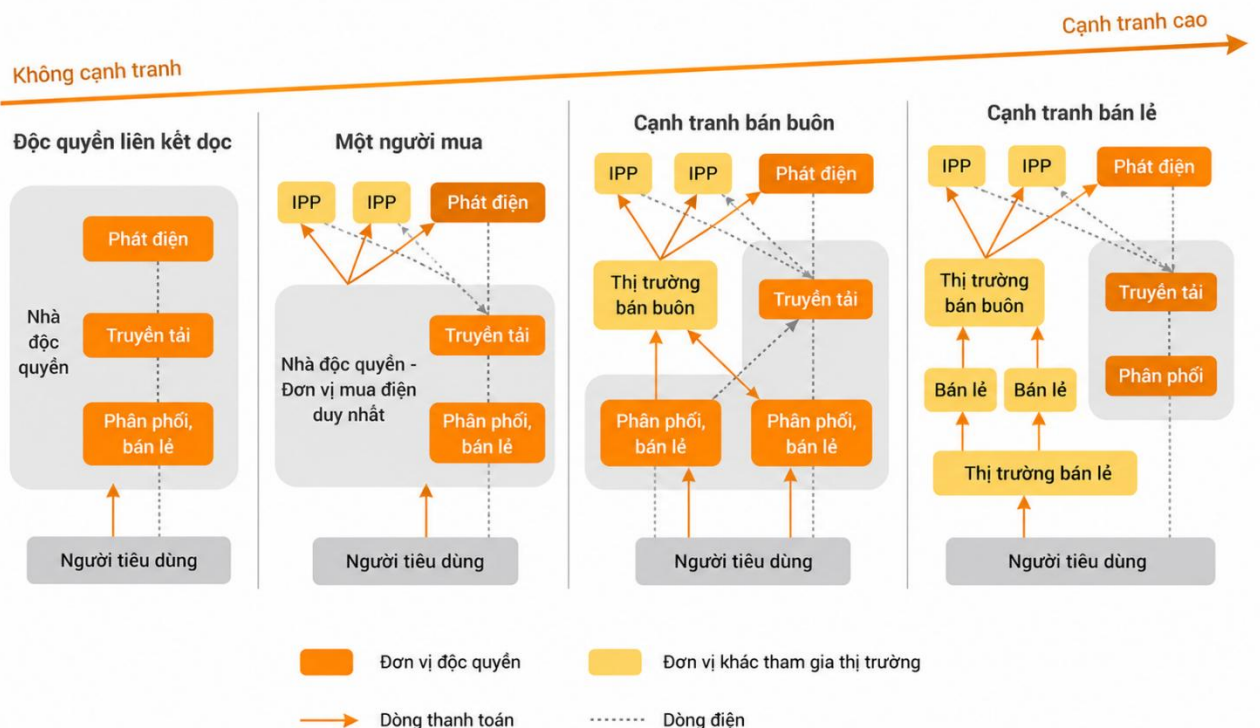 Cạnh tranh cao
Không cạnh tranh
Độc quyền liên kết dọc
Phát điện
Nhà
độc
quyền
Truyền tải
Phân phối,
bán lẻ
Người tiêu dùng
Một người mua
IPP
IPP
Phát điện
Nhà độc quyền -
Đơn vị mua điện
duy nhất
Truyền tải
Phân phối,
bán lẻ
Người tiêu dùng
Cạnh tranh bán buôn
IPP
IPP
Phát điện
Thị trường
bán buôn
Truyền tải
Phân phối,
bán lẻ
Phân phối,
bán lẻ
Người tiêu dùng
Cạnh tranh bán lẻ
IPP
IPP
Phát điện
Thị trường
bán buôn
Truyền tải
Bán lẻ
Bán lẻ
Phân phối
Thị trường bán lẻ
Người tiêu dùng
Đơn vị độc quyền
Đơn vị khác tham gia thị trường
Dòng thanh toán
Dòng điện